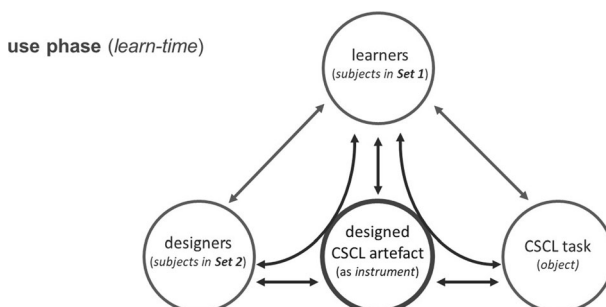 use phase (learn-time)
learners
(subjects in Set 1)
designers
(subjects in Set 2)
designed
CSCL artefact
(as instrument)
CSCL task
(object)